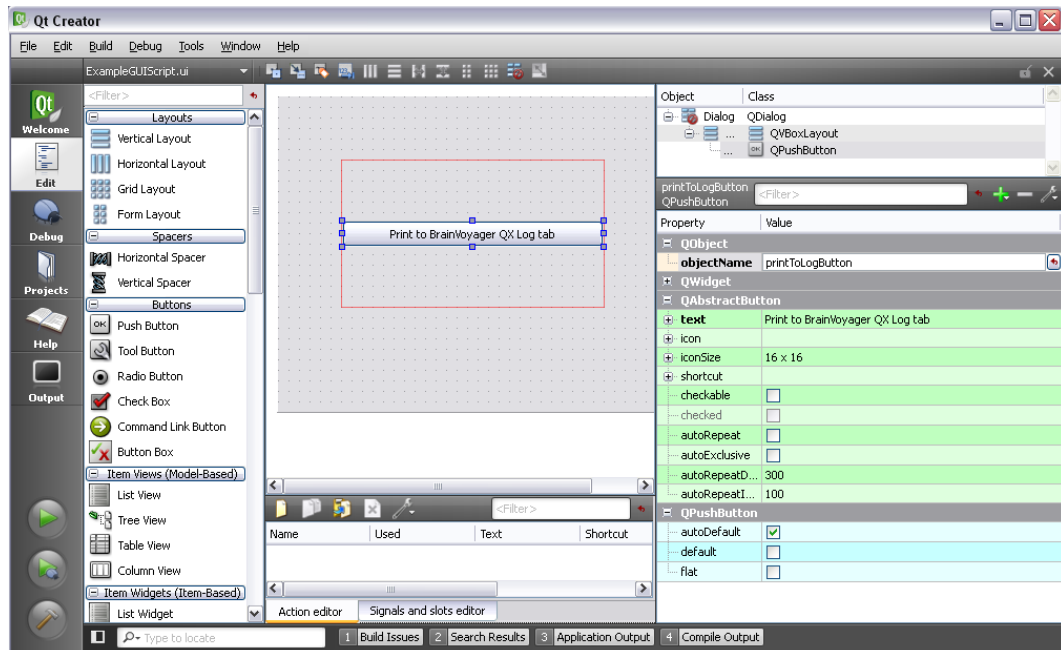 Qt Creator
File Edit Build Debug Tools Window Help
ExampleGUIScript.ui
Qt
Welcome
Edit
Debug
Projects
Help
Output
<Filter>
Layouts
Vertical Layout
Horizontal Layout
Grid Layout
Form Layout
Spacers
Horizontal Spacer
Vertical Spacer
Buttons
OK Push Button
Tool Button
Radio Button
Check Box
Command Link Button
Button Box
Item Views (Model-Based)
List View
Tree View
Table View
Column View
Item Widgets (Item-Based)
List Widget
Print to BrainVoyager QX Log tab
<Filter>
Name Used Text Shortcut
Action editor Signals and slots editor
Object Class
Dialog QDialog
... QVBoxLayout
... OK QPushButton
printToLogButton
QPushButton
<Filter>
Property Value
QObject
objectName printToLogButton
QWidget
QAbstractButton
text Print to BrainVoyager QX Log tab
icon
iconSize 16 x 16
shortcut
checkable
checked
autoRepeat
autoExclusive
autoRepeatD... 300
autoRepeatI... 100
QPushButton
autoDefault
default
flat
Type to locate
1 Build Issues 2 Search Results 3 Application Output 4 Compile Output